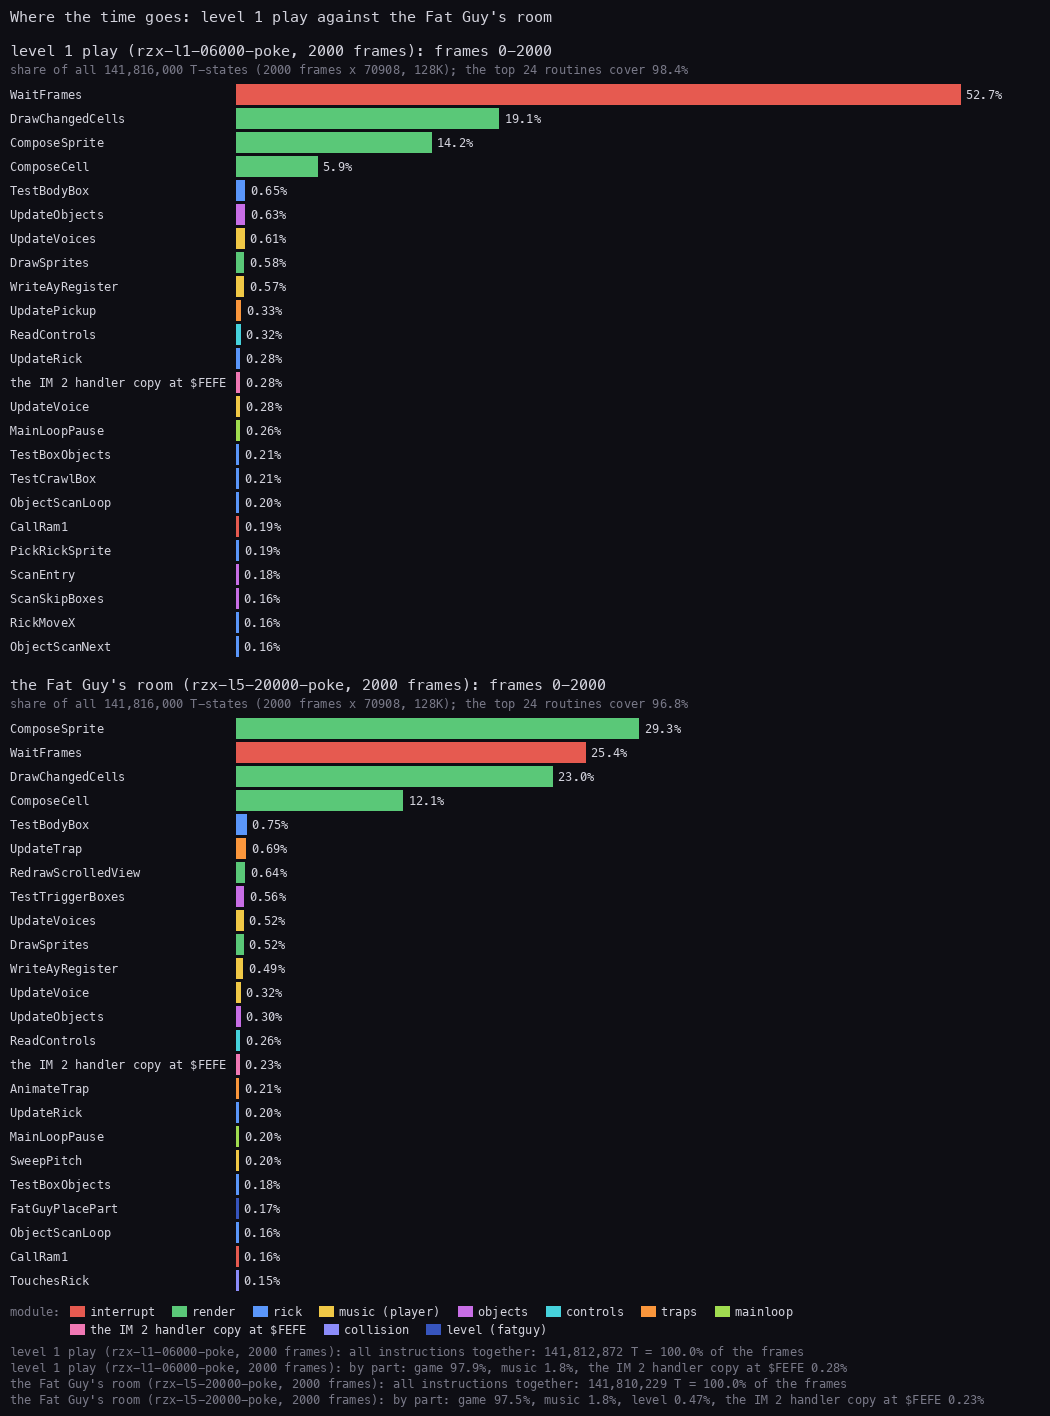 Where the time goes: level 1 play against the Fat Guy's room
level 1 play (rzx−l1−06000−poke, 2000 frames): frames 0−2000
share of all 141,816,000 T−states (2000 frames x 70908, 128K); the top 24 routines cover 98.4%
WaitFrames 52.7%
DrawChangedCells 19.1%
ComposeSprite 14.2%
ComposeCell 5.9%
TestBodyBox 0.65%
UpdateObjects 0.63%
UpdateVoices 0.61%
DrawSprites 0.58%
WriteAyRegister 0.57%
UpdatePickup 0.33%
ReadControls 0.32%
UpdateRick 0.28%
the IM 2 handler copy at $FEFE 0.28%
UpdateVoice 0.28%
MainLoopPause 0.26%
TestBoxObjects 0.21%
TestCrawlBox 0.21%
ObjectScanLoop 0.20%
CallRam1 0.19%
PickRickSprite 0.19%
ScanEntry 0.18%
ScanSkipBoxes 0.16%
RickMoveX 0.16%
ObjectScanNext 0.16%
the Fat Guy's room (rzx−l5−20000−poke, 2000 frames): frames 0−2000
share of all 141,816,000 T−states (2000 frames x 70908, 128K); the top 24 routines cover 96.8%
ComposeSprite 29.3%
WaitFrames 25.4%
DrawChangedCells 23.0%
ComposeCell 12.1%
TestBodyBox 0.75%
UpdateTrap 0.69%
RedrawScrolledView 0.64%
TestTriggerBoxes 0.56%
UpdateVoices 0.52%
DrawSprites 0.52%
WriteAyRegister 0.49%
UpdateVoice 0.32%
UpdateObjects 0.30%
ReadControls 0.26%
the IM 2 handler copy at $FEFE 0.23%
AnimateTrap 0.21%
UpdateRick 0.20%
MainLoopPause 0.20%
SweepPitch 0.20%
TestBoxObjects 0.18%
FatGuyPlacePart 0.17%
ObjectScanLoop 0.16%
CallRam1 0.16%
TouchesRick 0.15%
module: interrupt render rick music (player) objects controls traps mainloop
the IM 2 handler copy at $FEFE collision level (fatguy)
level 1 play (rzx−l1−06000−poke, 2000 frames): all instructions together: 141,812,872 T = 100.0% of the frames
level 1 play (rzx−l1−06000−poke, 2000 frames): by part: game 97.9%, music 1.8%, the IM 2 handler copy at $FEFE 0.28%
the Fat Guy's room (rzx−l5−20000−poke, 2000 frames): all instructions together: 141,810,229 T = 100.0% of the frames
the Fat Guy's room (rzx−l5−20000−poke, 2000 frames): by part: game 97.5%, music 1.8%, level 0.47%, the IM 2 handler copy at $FEFE 0.23%